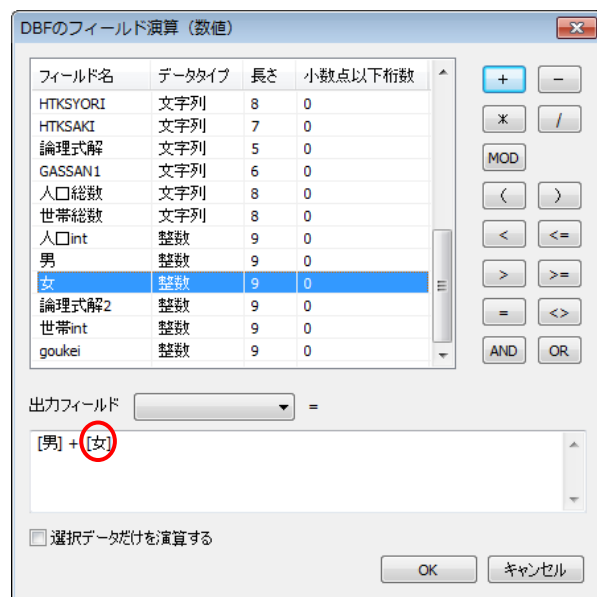 DBFのフィールド演算（数値）
フィールド名 データタイプ 長さ 小数点以下桁数
HTKSYORI 文字列 8 0
HTKSAKI 文字列 7 0
論理式解 文字列 5 0
GASSAN1 文字列 6 0
人口総数 文字列 8 0
世帯総数 文字列 8 0
人口int 整数 9 0
男 整数 9 0
女 整数 9 0
論理式解2 整数 9 0
世帯int 整数 9 0
goukei 整数 9 0
+ -
* /
MOD
( )
< <=
> >=
= <>
AND OR
出力フィールド =
[男] + [女]
選択データだけを演算する
OK キャンセル